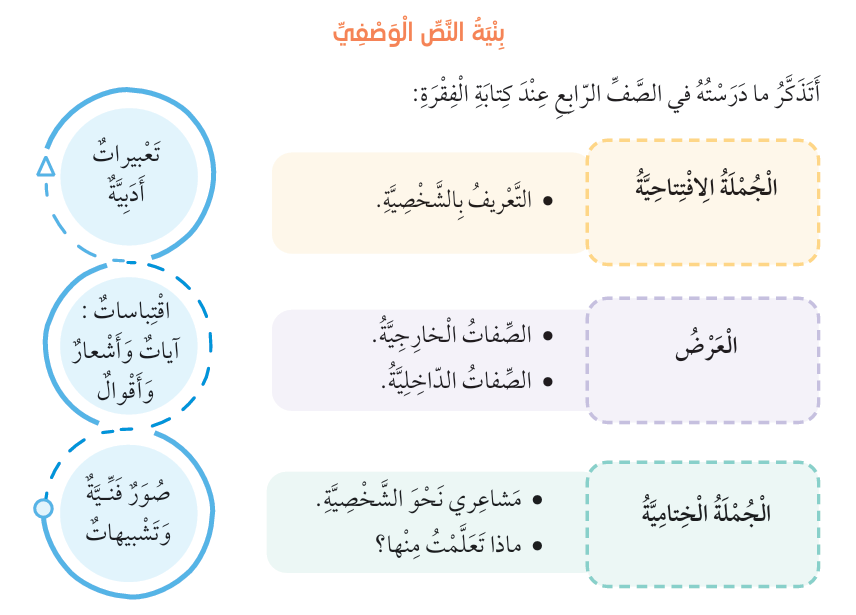 بِنْيَةُ النَّصِّ الْوَصْفِيِّ
أَتَذَكَّرُ ما دَرَسْتُهُ في الصَّفِّ الرّابِعِ عِنْدَ كِتابَةِ الْفِقْرَةِ:
الْجُمْلَةُ الِافْتِتاحِيَّةُ
• التَّعْريفُ بِالشَّخْصِيَّةِ.
الْعَرْضُ
• الصِّفاتُ الْخارِجِيَّةُ.
• الصِّفاتُ الدّاخِلِيَّةُ.
الْجُمْلَةُ الْخِتامِيَّةُ
• مَشاعِري نَحْوَ الشَّخْصِيَّةِ.
• ماذا تَعَلَّمْتُ مِنْها؟
تَعْبيراتٌ
أَدَبِيَّةٌ
اقْتِباساتٌ :
آياتٌ وَأَشْعارٌ
وَأَقْوالٌ
صُوَرٌ فَنِّـيَّةٌ
وَتَشْبيهاتٌ